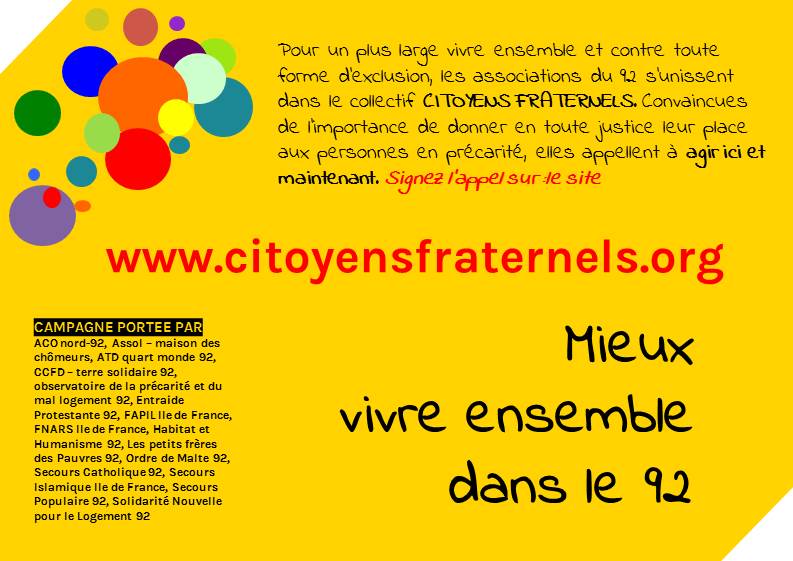 Pour un plus large vivre ensemble et contre toute
forme d'exclusion, les associations du 92 s'unissent
dans le collectif CITOYENS FRATERNELS. Convaincues
de l'importance de donner en toute justice leur place
aux personnes en précarité, elles appellent à agir ici et
maintenant. Signez l'appel sur :le site
www.citoyensfraternels.org
CAMPAGNE PORTEE PAR
ACO nord-92, Assol – maison des
chômeurs, ATD quart monde 92,
CCFD – terre solidaire 92,
observatoire de la précarité et du
mal logement 92, Entraide
Protestante 92, FAPIL Ile de France,
FNARS Ile de France, Habitat et
Humanisme 92, Les petits frères
des Pauvres 92, Ordre de Malte 92,
Secours Catholique 92, Secours
Islamique Ile de France, Secours
Populaire 92, Solidarité Nouvelle
pour le Logement 92
Mieux
vivre ensemble
dans le 92